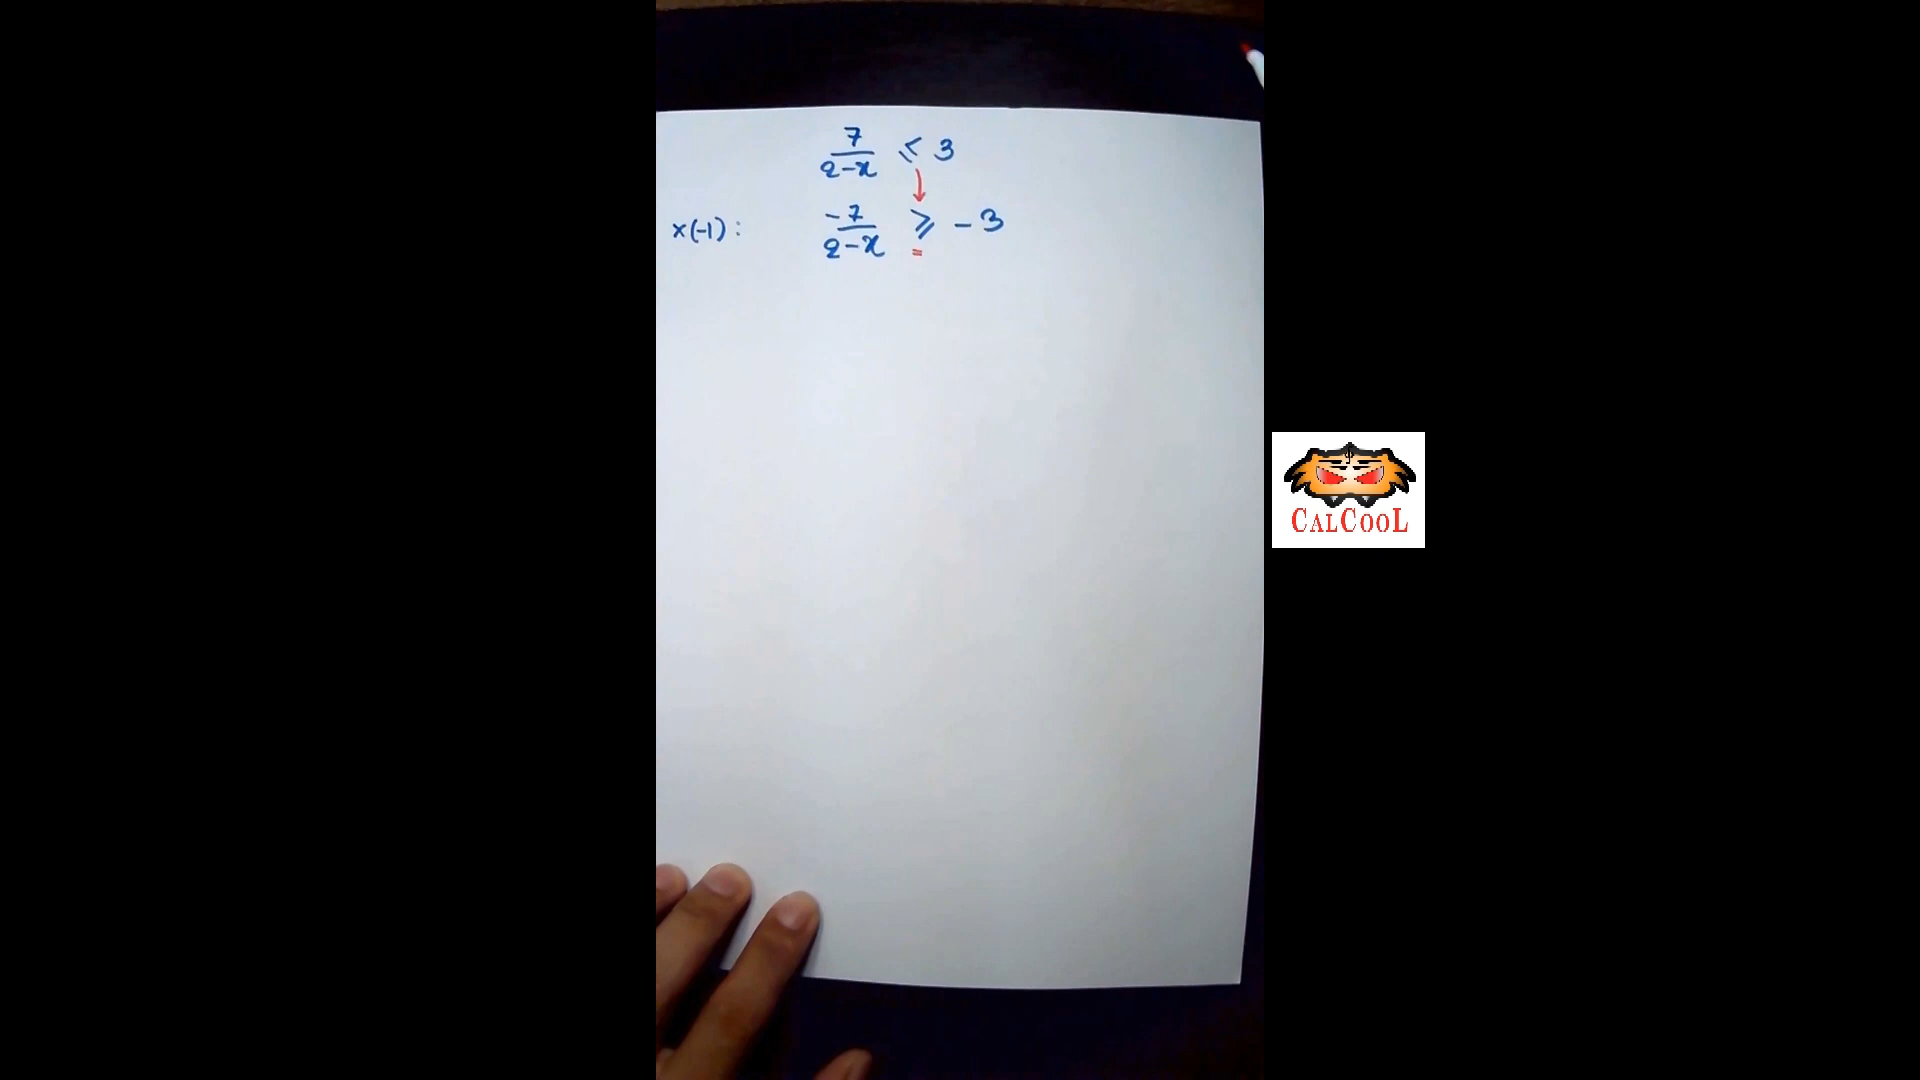 7/2-x ≤ 3
x(-1): -7/2-x ≥ -3
=
CALCOOL